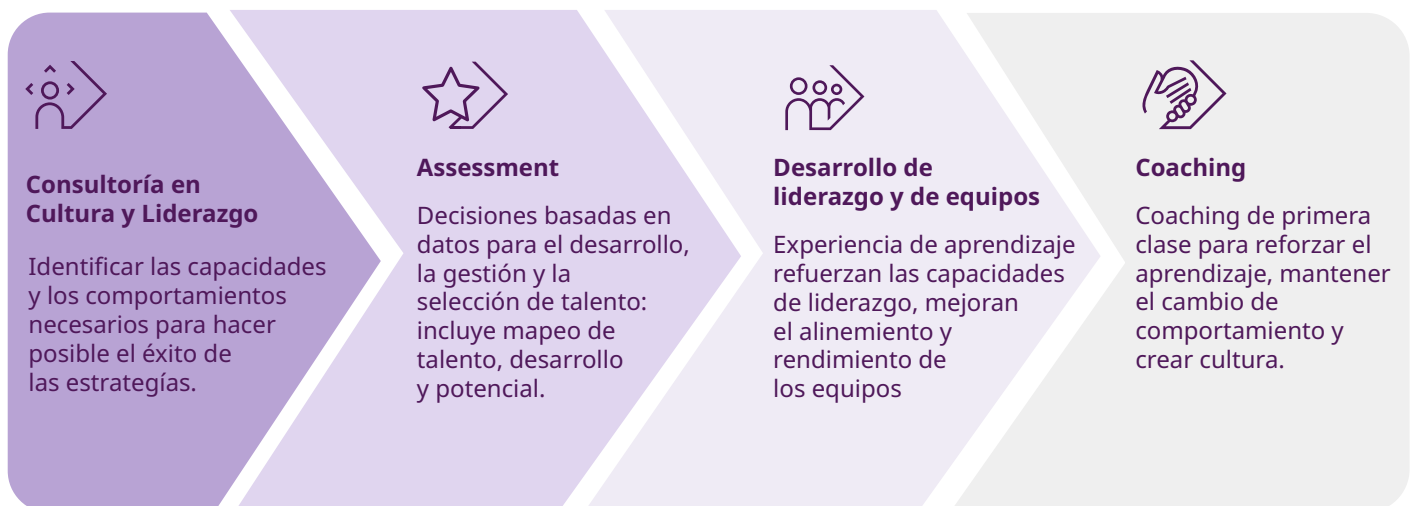 Consultoría en
Cultura y Liderazgo
Identificar las capacidades
y los comportamientos
necesarios para hacer
posible el éxito de
las estrategías.
Assessment
Decisiones basadas en
datos para el desarrollo,
la gestión y la
selección de talento:
incluye mapeo de
talento, desarrollo
y potencial.
Desarrollo de
liderazgo y de equipos
Experiencia de aprendizaje
refuerzan las capacidades
de liderazgo, mejoran
el alinemiento y
rendimiento de
los equipos
Coaching
Coaching de primera
clase para reforzar el
aprendizaje, mantener
el cambio de
comportamiento y
crear cultura.